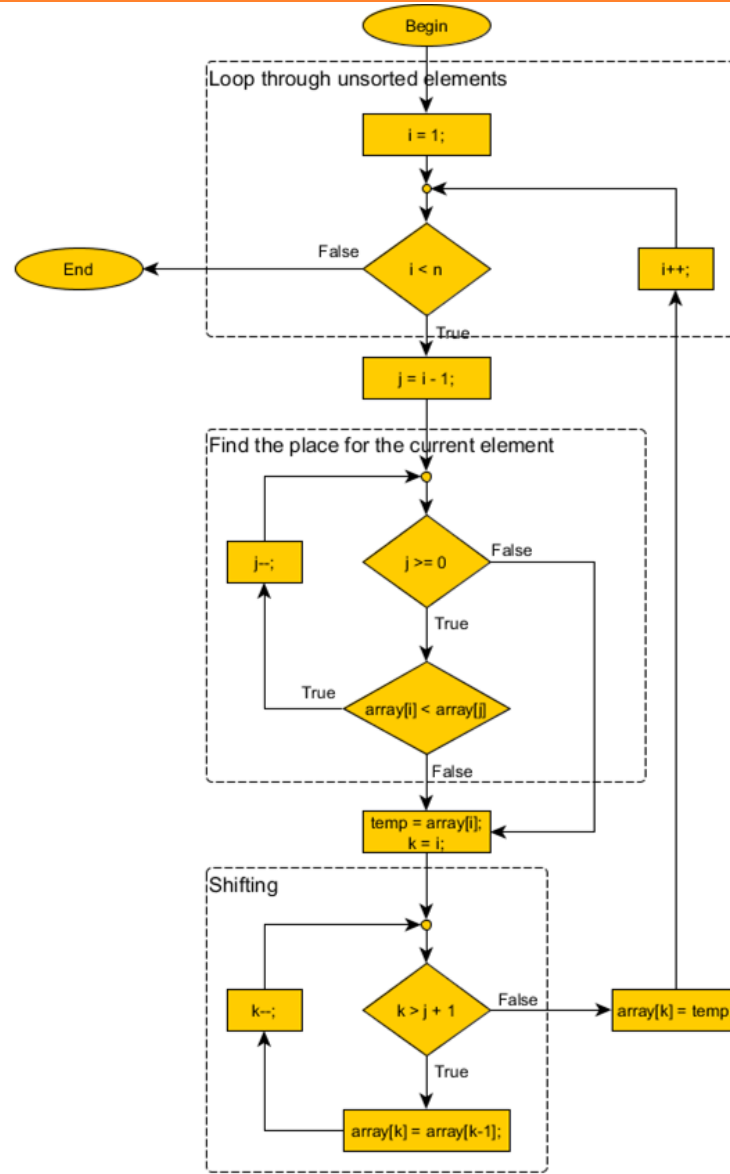 Begin
Loop through unsorted elements
i = 1;
False
End
i < n
i++;
True
j = i - 1;
Find the place for the current element
j--;
j >= 0
False
True
True
array[i] < array[j]
False
temp = array[i];
k = i;
Shifting
k--;
k > j + 1
False
array[k] = temp
True
array[k] = array[k-1];